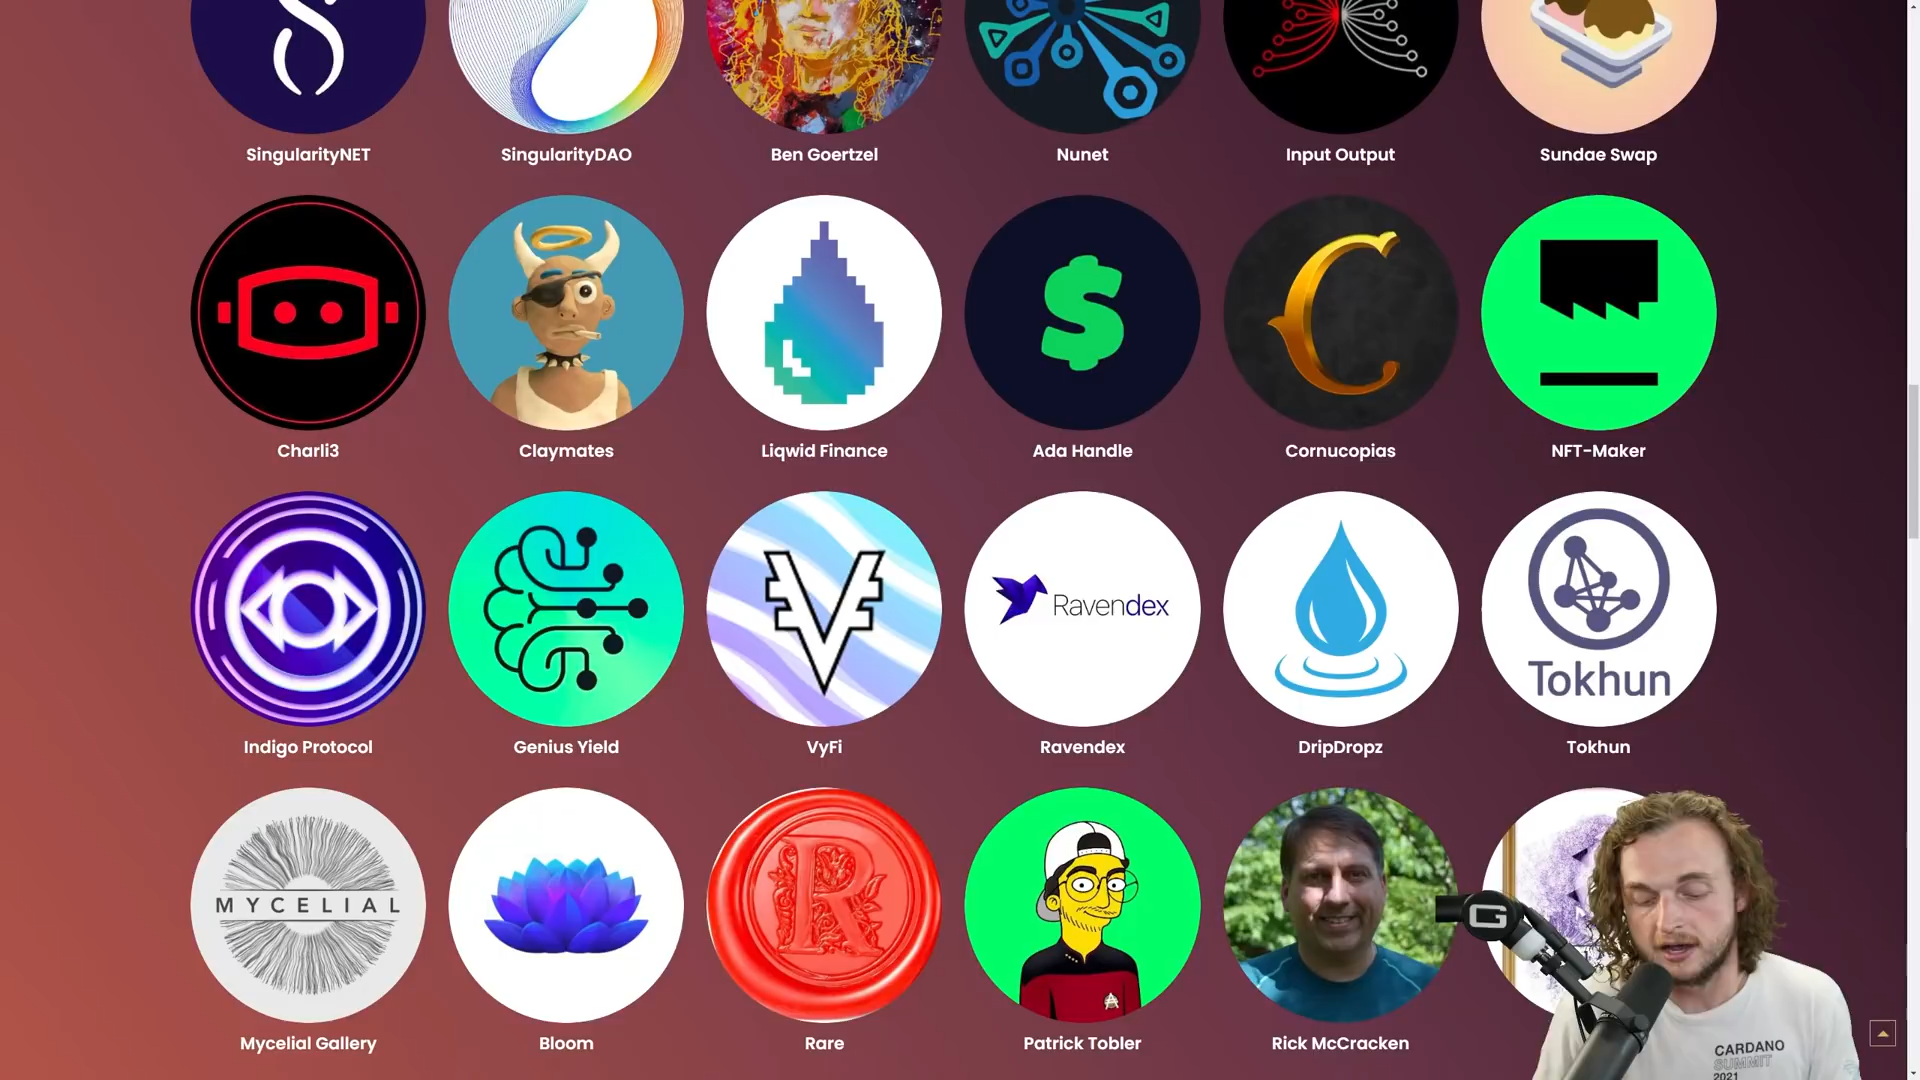 SingularityNET
SingularityDAO
Ben Goertzel
Nunet
Input Output
Sundae Swap
Charli3
Claymates
Liqwid Finance
Ada Handle
Cornucopias
NFT-Maker
Ravendex
Tokhun
Indigo Protocol
Genius Yield
VyFi
Ravendex
DripDropz
Tokhun
MYCELIAL
R
G
Mycelial Gallery
Bloom
Rare
Patrick Tobler
Rick McCracken
CARDANO
SUMMIT
2021